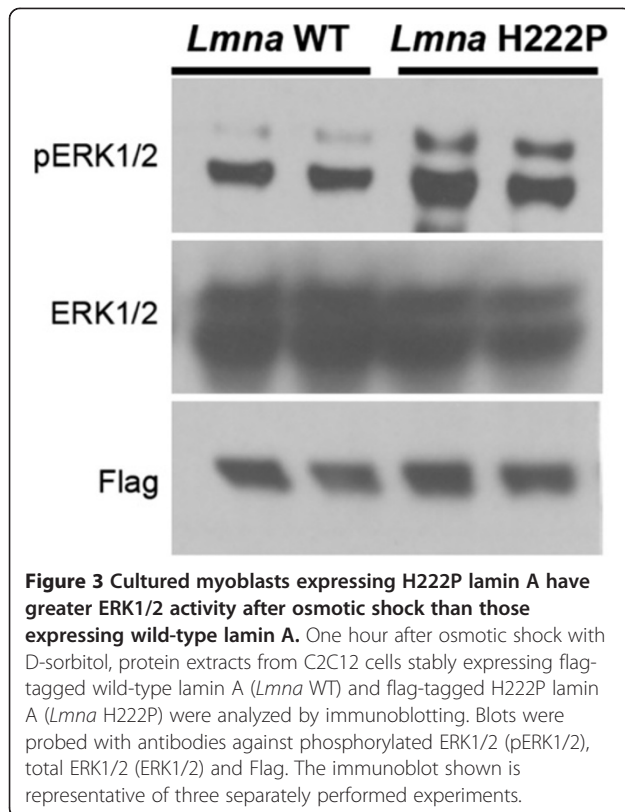 Lmna WT Lmna H222P
pERK1/2
ERK1/2
Flag
Figure 3 Cultured myoblasts expressing H222P lamin A have
greater ERK1/2 activity after osmotic shock than those
expressing wild-type lamin A. One hour after osmotic shock with
D-sorbitol, protein extracts from C2C12 cells stably expressing flag-
tagged wild-type lamin A (Lmna WT) and flag-tagged H222P lamin
A (Lmna H222P) were analyzed by immunoblotting. Blots were
probed with antibodies against phosphorylated ERK1/2 (pERK1/2),
total ERK1/2 (ERK1/2) and Flag. The immunoblot shown is
representative of three separately performed experiments.